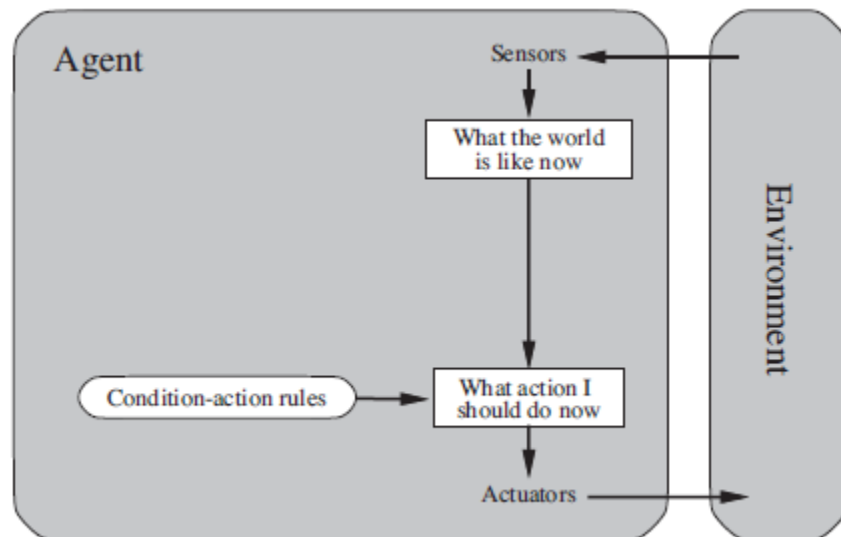 Agent
Sensors
What the world
is like now
Environment
Condition-action rules
What action I
should do now
Actuators